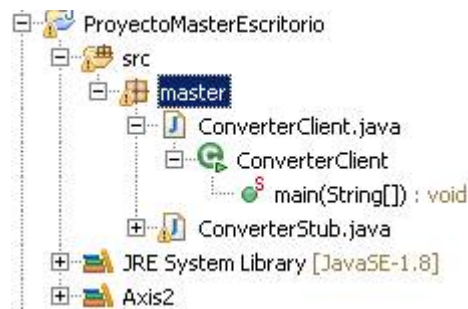 ProyectoMasterEscritorio
src
master
ConverterClient.java
ConverterClient
main(String[]) : void
ConverterStub.java
JRE System Library [JavaSE-1.8]
Axis2